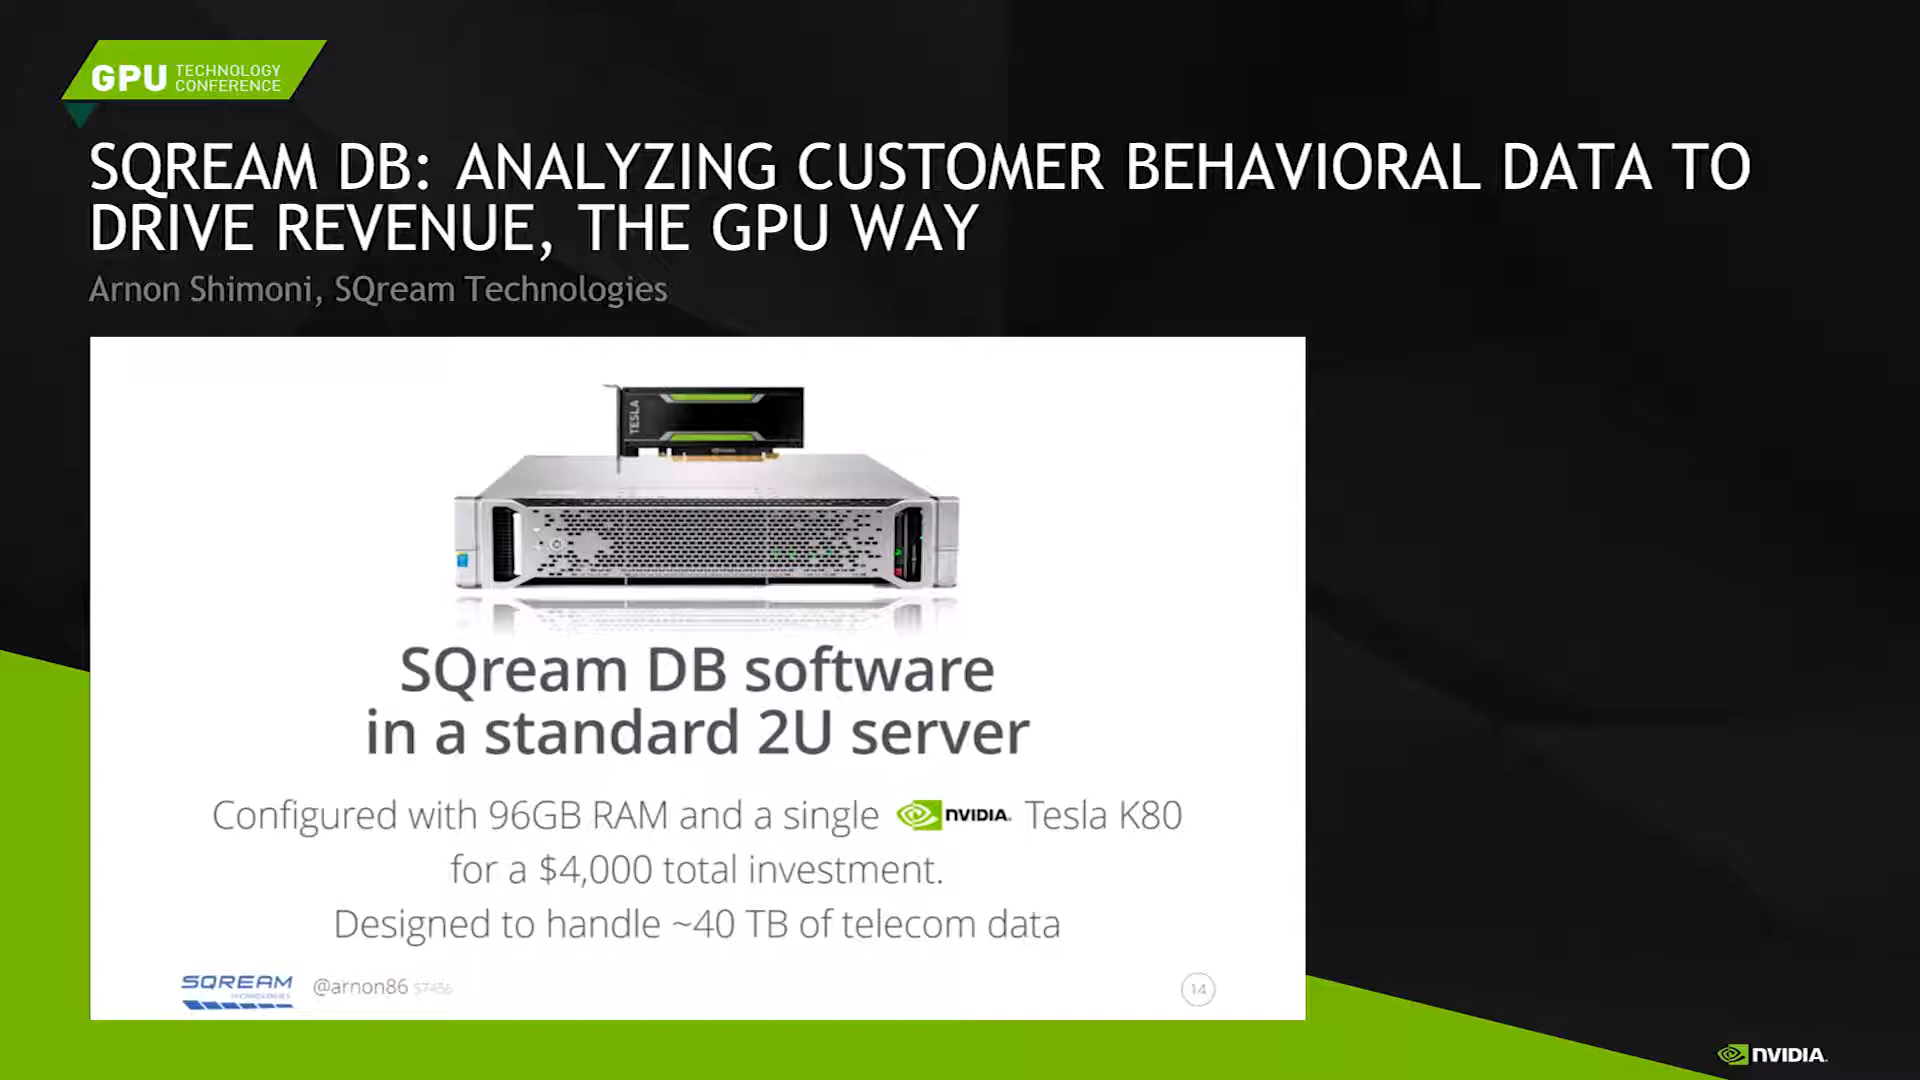 GPU TECHNOLOGY
CONFERENCE
SQREAM DB: ANALYZING CUSTOMER BEHAVIORAL DATA TO
DRIVE REVENUE, THE GPU WAY
Arnon Shimoni, SQream Technologies
TESLA
SQream DB software
in a standard 2U server
Configured with 96GB RAM and a single NVIDIA. Tesla K80
for a $4,000 total investment.
Designed to handle ~40 TB of telecom data
SQREAM
TECHNOLOGIES
@arnon86 S7456
14
NVIDIA.